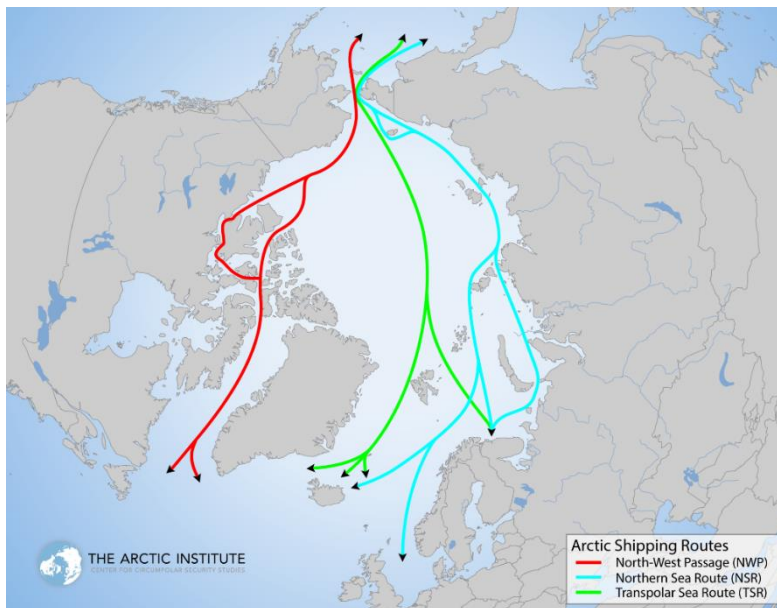 THE ARCTIC INSTITUTE
CENTER FOR CIRCUMPOLAR SECURITY STUDIES
Arctic Shipping Routes
North-West Passage (NWP)
Northern Sea Route (NSR)
Transpolar Sea Route (TSR)